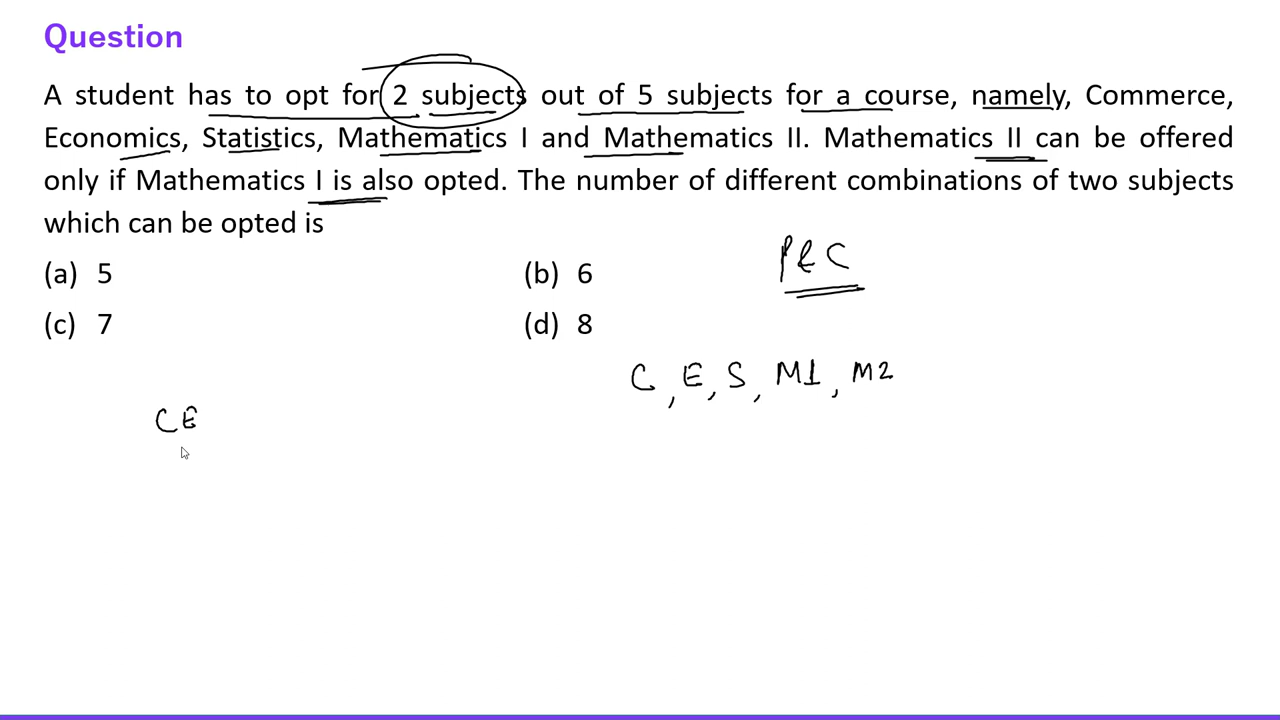 Question
A student has to opt for 2 subjects out of 5 subjects for a course, namely, Commerce,
Economics, Statistics, Mathematics I and Mathematics II. Mathematics II can be offered
only if Mathematics I is also opted. The number of different combinations of two subjects
which can be opted is
P & C
(a) 5 (b) 6
(c) 7 (d) 8
C, E, S, M1, M2
CE